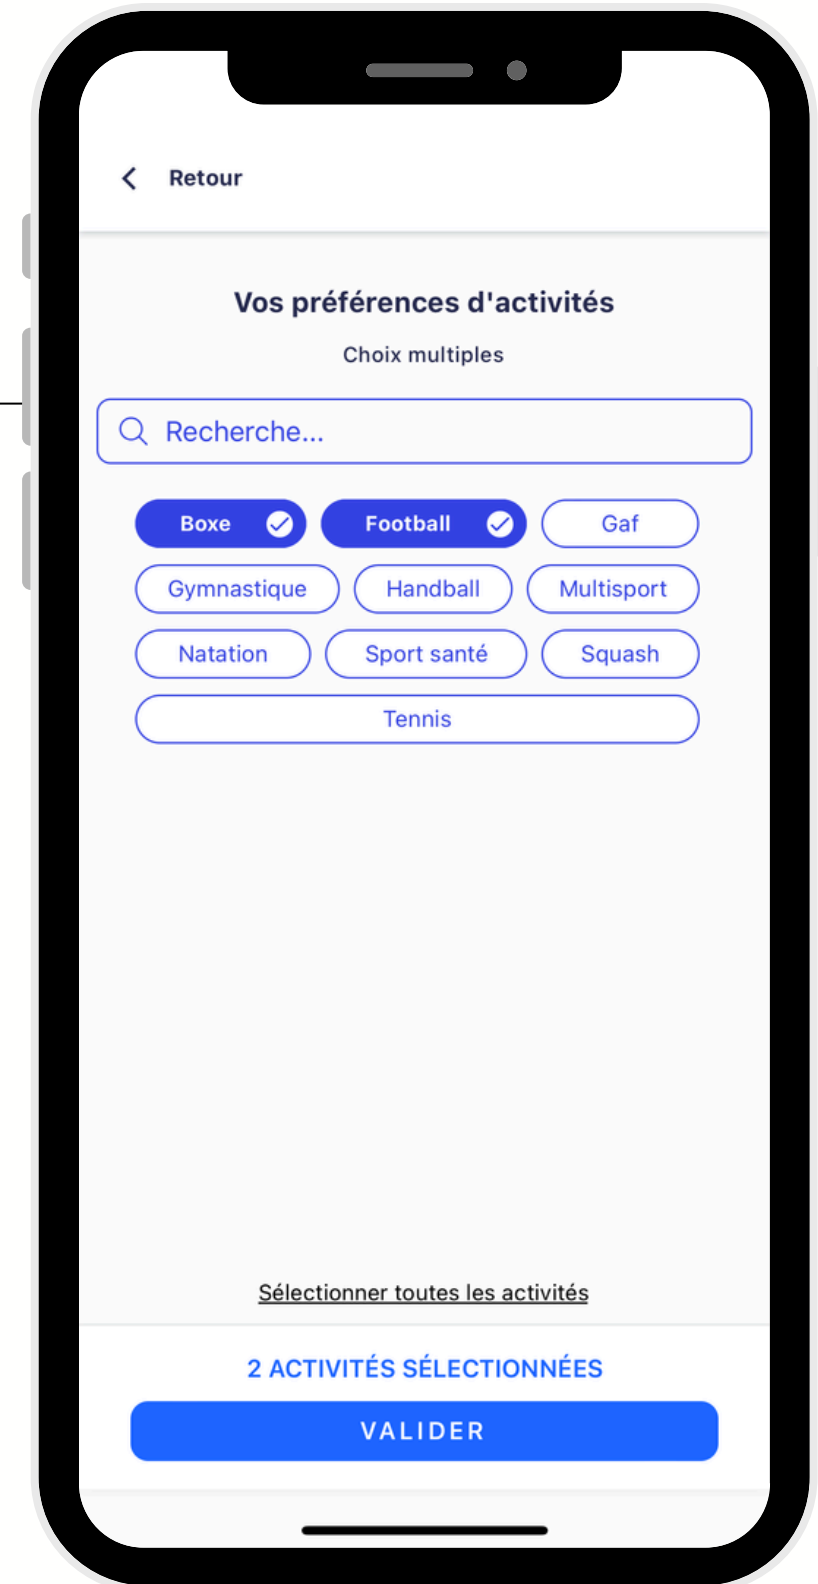 Retour
Vos préférences d'activités
Choix multiples
Recherche...
Boxe Football Gaf
Gymnastique Handball Multisport
Natation Sport santé Squash
Tennis
Sélectionner toutes les activités
2 ACTIVITÉS SÉLECTIONNÉES
VALIDER